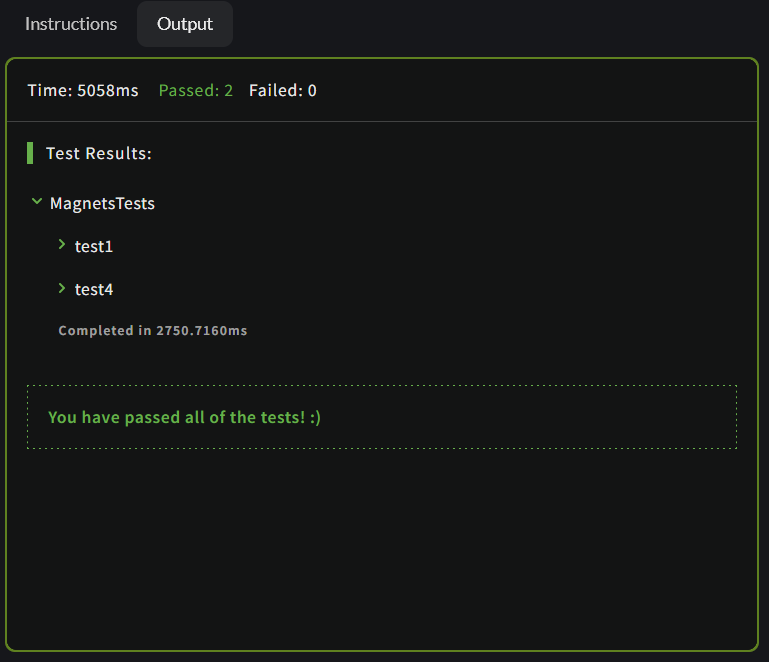 Instructions Output
Time: 5058ms Passed: 2 Failed: 0
Test Results:
MagnetsTests
test1
test4
Completed in 2750.7160ms
You have passed all of the tests! :)